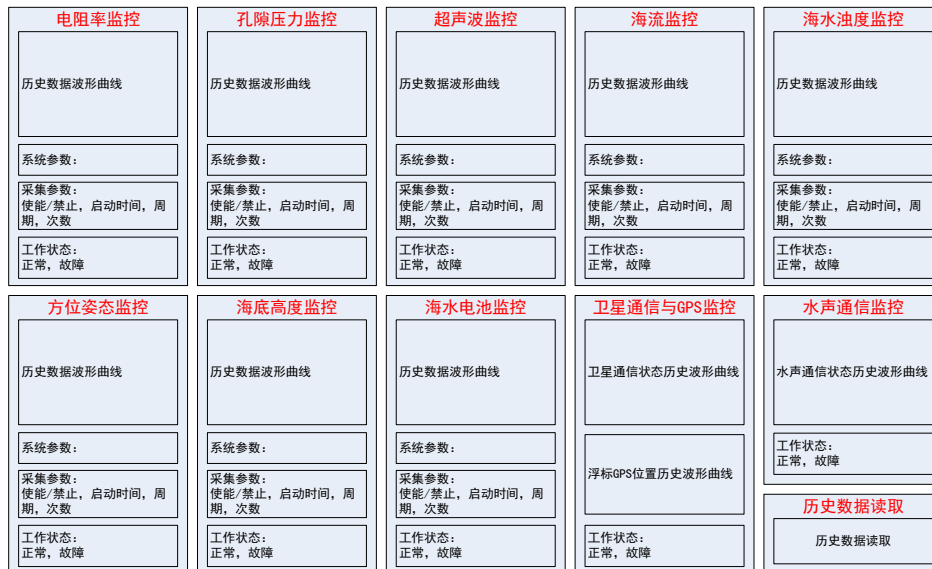 电阻率监控
历史数据波形曲线
系统参数：
采集参数：
使能/禁止，启动时间，周
期，次数
工作状态：
正常，故障
孔隙压力监控
历史数据波形曲线
系统参数：
采集参数：
使能/禁止，启动时间，周
期，次数
工作状态：
正常，故障
超声波监控
历史数据波形曲线
系统参数：
采集参数：
使能/禁止，启动时间，周
期，次数
工作状态：
正常，故障
海流监控
历史数据波形曲线
系统参数：
采集参数：
使能/禁止，启动时间，周
期，次数
工作状态：
正常，故障
海水浊度监控
历史数据波形曲线
系统参数：
采集参数：
使能/禁止，启动时间，周
期，次数
工作状态：
正常，故障
方位姿态监控
历史数据波形曲线
系统参数：
采集参数：
使能/禁止，启动时间，周
期，次数
工作状态：
正常，故障
海底高度监控
历史数据波形曲线
系统参数：
采集参数：
使能/禁止，启动时间，周
期，次数
工作状态：
正常，故障
海水电池监控
历史数据波形曲线
系统参数：
采集参数：
使能/禁止，启动时间，周
期，次数
工作状态：
正常，故障
卫星通信与GPS监控
卫星通信状态历史波形曲线
浮标GPS位置历史波形曲线
工作状态：
正常，故障
水声通信监控
水声通信状态历史波形曲线
工作状态：
正常，故障
历史数据读取
历史数据读取